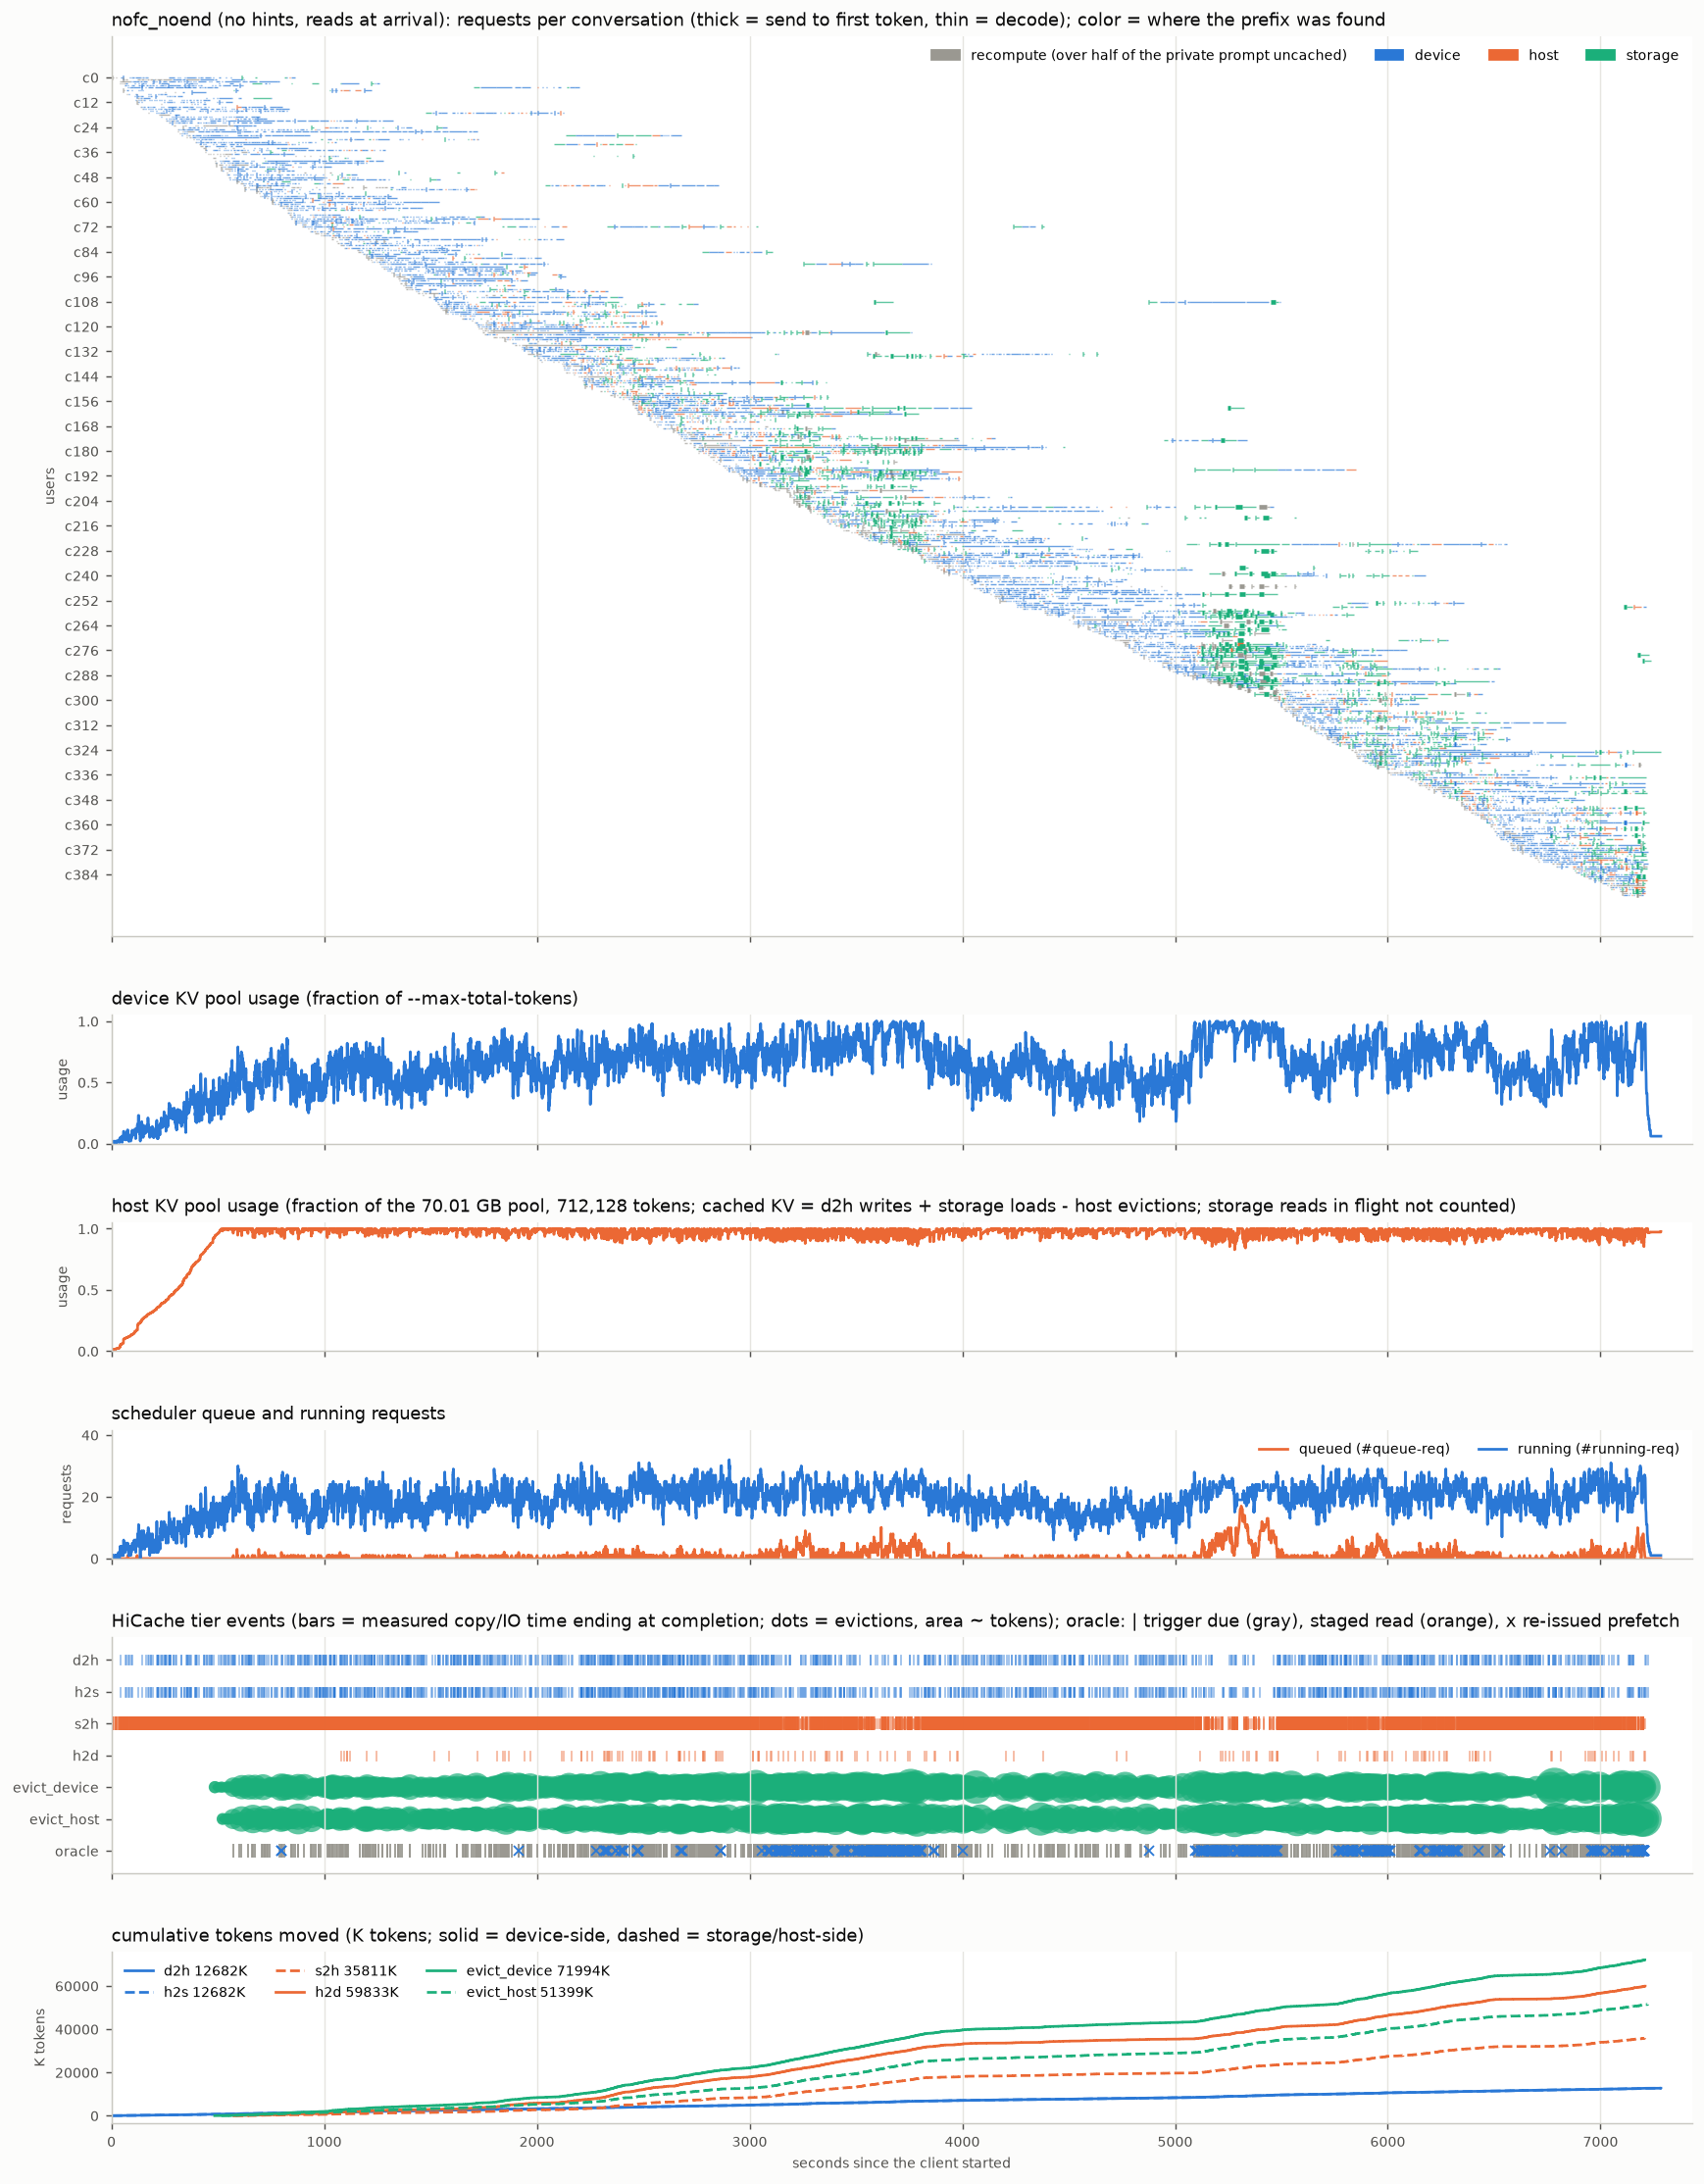 nofc_noend (no hints, reads at arrival): requests per conversation (thick = send to first token, thin = decode); color = where the prefix was found
recompute (over half of the private prompt uncached)
device
host
storage
c0
c12
c24
c36
c48
c60
c72
c84
c96
c108
c120
c132
c144
c156
c168
c180
c192
c204
c216
c228
c240
c252
c264
c276
c288
c300
c312
c324
c336
c348
c360
c372
c384
users
device KV pool usage (fraction of --max-total-tokens)
1.0
0.5
0.0
usage
host KV pool usage (fraction of the 70.01 GB pool, 712,128 tokens; cached KV = d2h writes + storage loads - host evictions; storage reads in flight not counted)
1.0
0.5
0.0
usage
scheduler queue and running requests
queued (#queue-req)
running (#running-req)
40
20
0
requests
HiCache tier events (bars = measured copy/IO time ending at completion; dots = evictions, area ~ tokens); oracle: | trigger due (gray), staged read (orange), x re-issued prefetch
d2h
h2s
s2h
h2d
evict_device
evict_host
oracle
cumulative tokens moved (K tokens; solid = device-side, dashed = storage/host-side)
d2h 12682K
s2h 35811K
evict_device 71994K
h2s 12682K
h2d 59833K
evict_host 51399K
60000
40000
20000
0
K tokens
0
1000
2000
3000
4000
5000
6000
7000
seconds since the client started